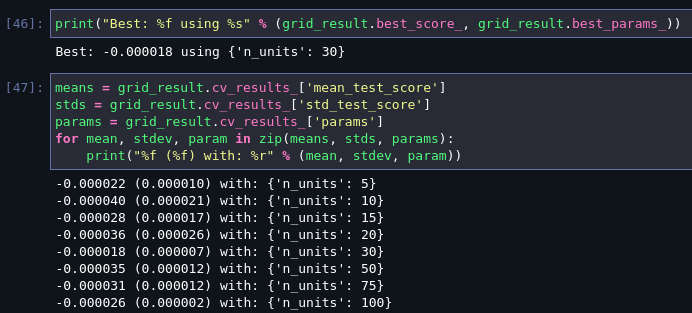 [46]: print("Best: %f using %s" % (grid_result.best_score_, grid_result.best_params_))
Best: -0.000018 using {'n_units': 30}
[47]: means = grid_result.cv_results_['mean_test_score']
stds = grid_result.cv_results_['std_test_score']
params = grid_result.cv_results_['params']
for mean, stdev, param in zip(means, stds, params):
    print("%f (%f) with: %r" % (mean, stdev, param))
-0.000022 (0.000010) with: {'n_units': 5}
-0.000040 (0.000021) with: {'n_units': 10}
-0.000028 (0.000017) with: {'n_units': 15}
-0.000036 (0.000026) with: {'n_units': 20}
-0.000018 (0.000007) with: {'n_units': 30}
-0.000035 (0.000012) with: {'n_units': 50}
-0.000031 (0.000012) with: {'n_units': 75}
-0.000026 (0.000002) with: {'n_units': 100}